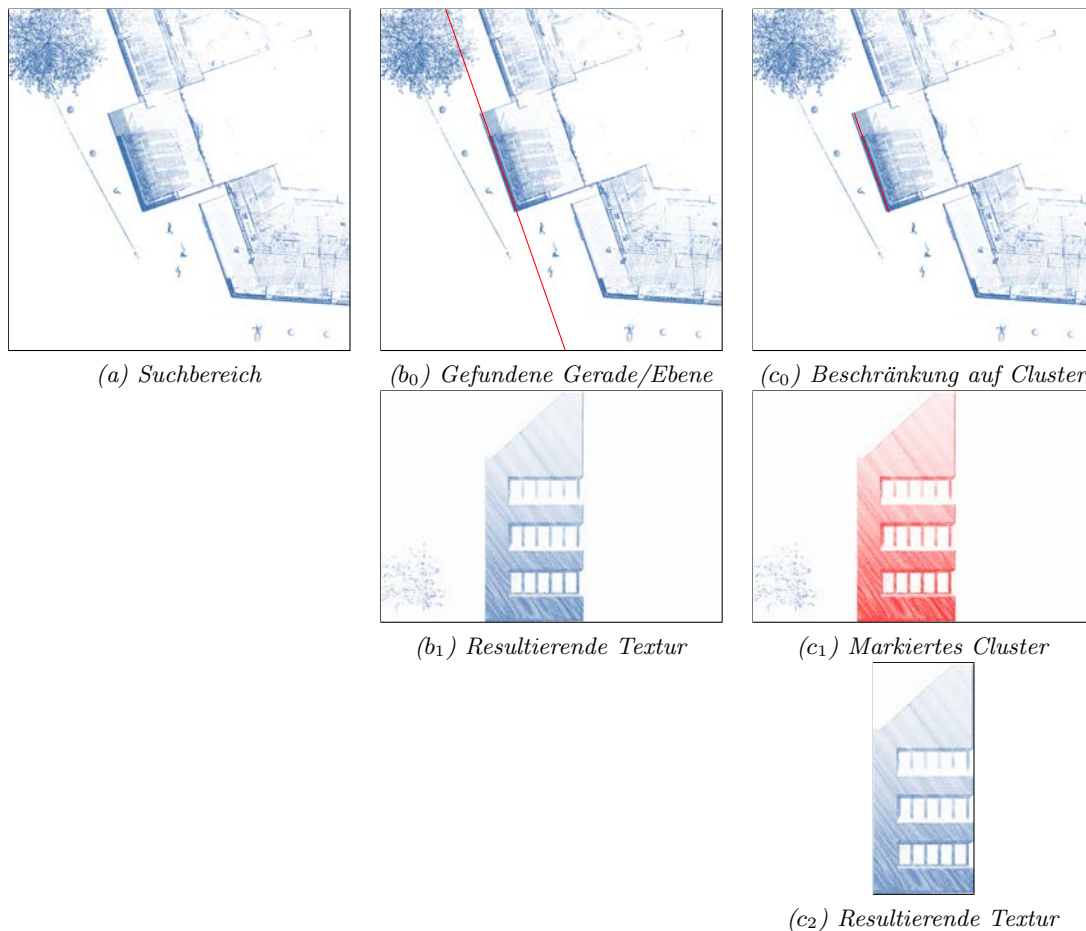 (a) Suchbereich
(b₀) Gefundene Gerade/Ebene
(c₀) Beschränkung auf Cluster
(b₁) Resultierende Textur
(c₁) Markiertes Cluster
(c₂) Resultierende Textur